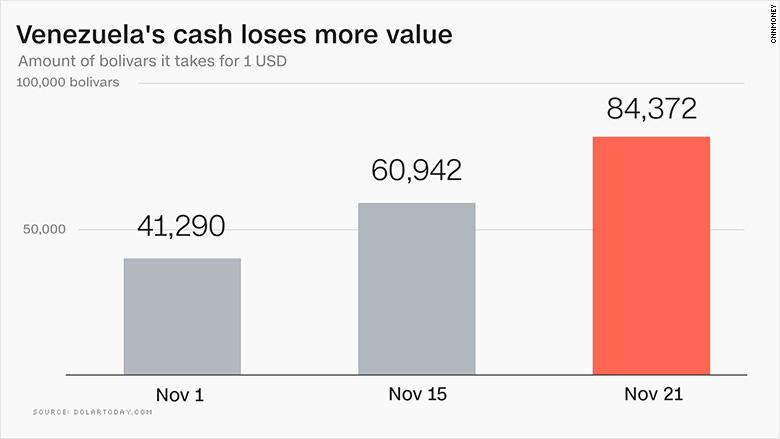 Venezuela's cash loses more value
Amount of bolivars it takes for 1 USD
100,000 bolivars
84,372
60,942
41,290
50,000
Nov 1
Nov 15
Nov 21
SOURCE: DOLARTODAY.COM
CNNMONEY